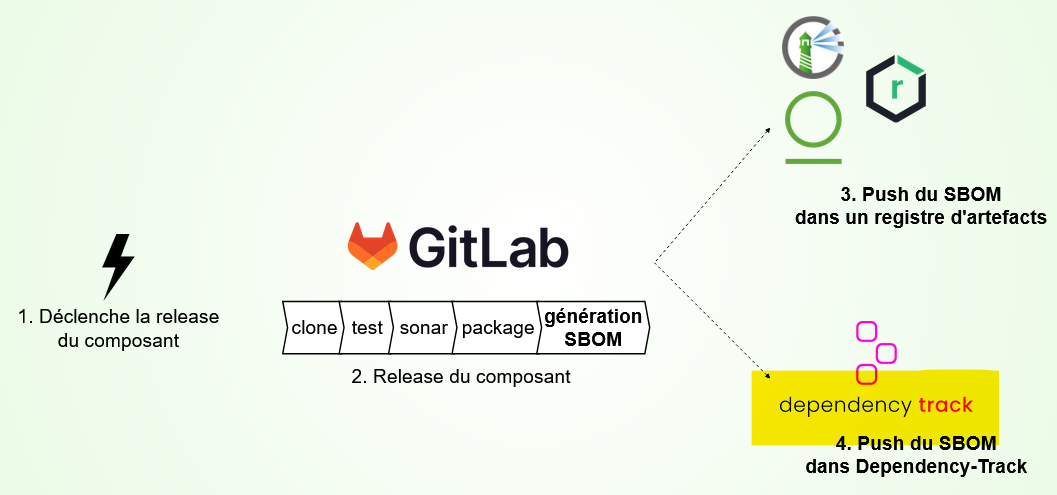 1. Déclenche la release
du composant
GitLab
clone
test
sonar
package
génération
SBOM
2. Release du composant
r
3. Push du SBOM
dans un registre d'artefacts
dependency track
4. Push du SBOM
dans Dependency-Track